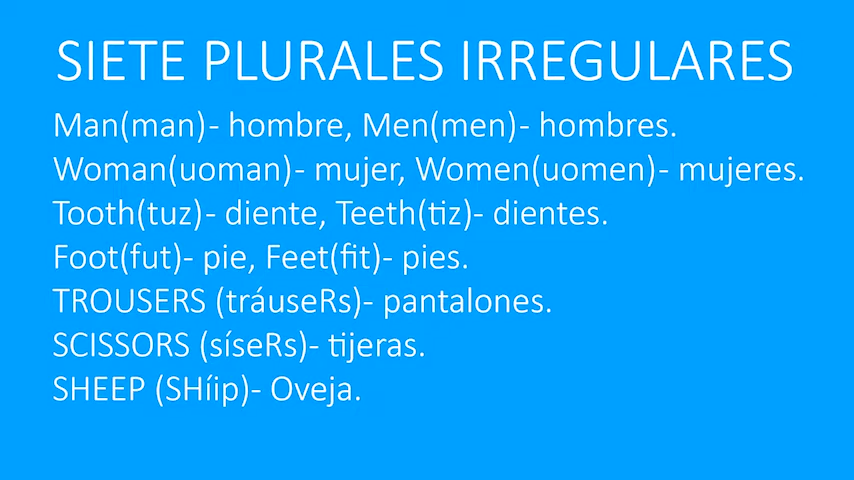 SIETE PLURALES IRREGULARES
Man(man)- hombre, Men(men)- hombres.
Woman(uoman)- mujer, Women(uomen)- mujeres.
Tooth(tuz)- diente, Teeth(tiz)- dientes.
Foot(fut)- pie, Feet(fit)- pies.
TROUSERS (tráuseRs)- pantalones.
SCISSORS (síseRs)- tijeras.
SHEEP (SHíip)- Oveja.